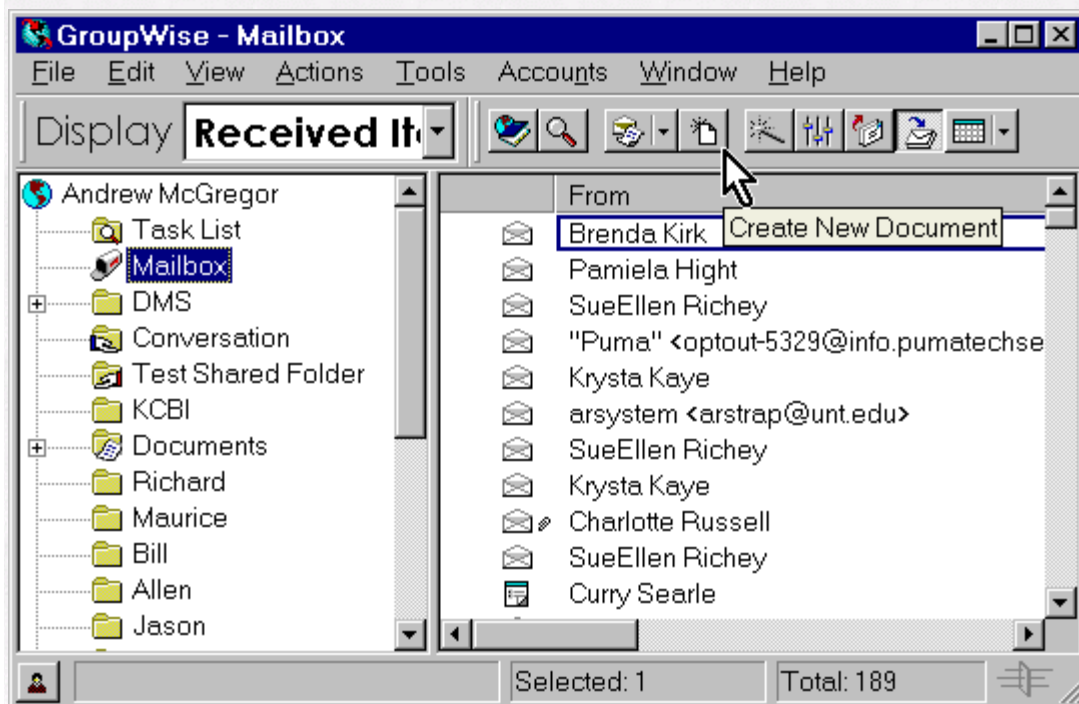 GroupWise - Mailbox
File Edit View Actions Tools Accounts Window Help
Display Received Ite
Andrew McGregor
Task List
Mailbox
DMS
Conversation
Test Shared Folder
KCBI
Documents
Richard
Maurice
Bill
Allen
Jason
From
Create New Document
Brenda Kirk
Pamiela Hight
SueEllen Richey
"Puma" <optout-5329@info.pumatechse
Krysta Kaye
arsystem <arstrap@unt.edu>
SueEllen Richey
Krysta Kaye
Charlotte Russell
SueEllen Richey
Curry Searle
Selected: 1
Total: 189